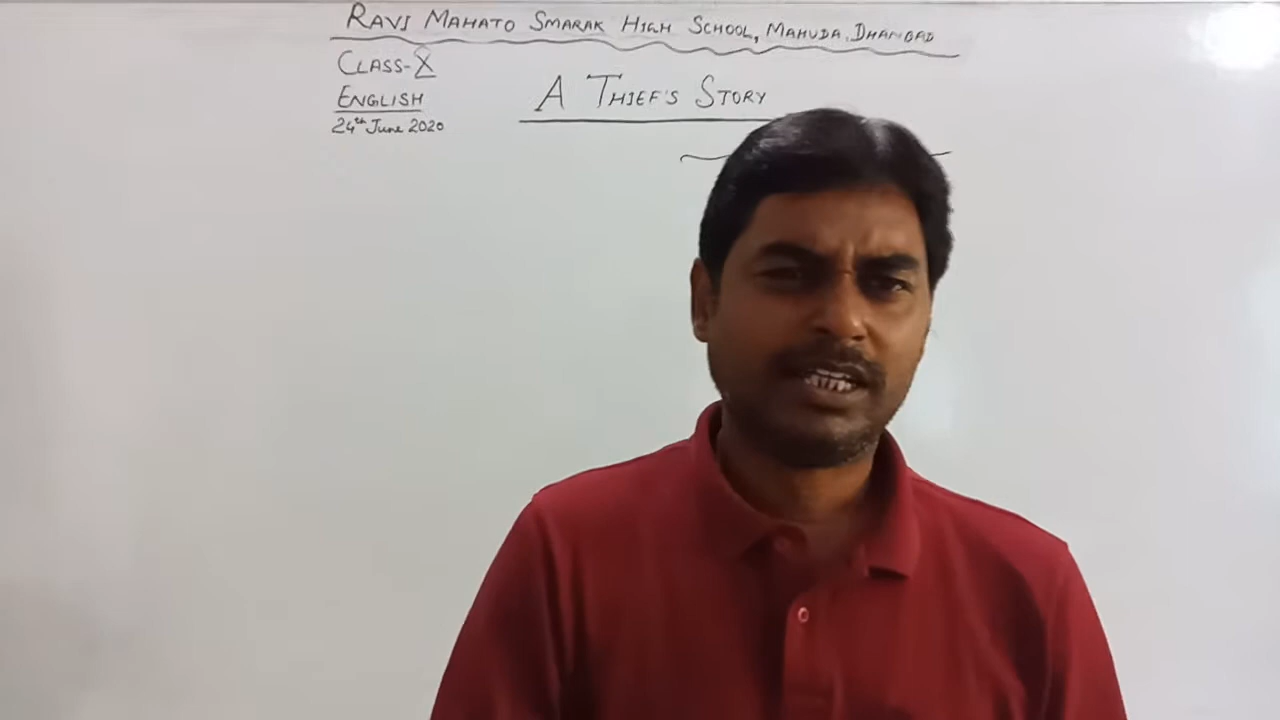 RAVI MAHATO SMARAK HIGH SCHOOL, MAHUDA, DHANBAD
CLASS-X
ENGLISH
24th June 2020
A THIEF'S STORY